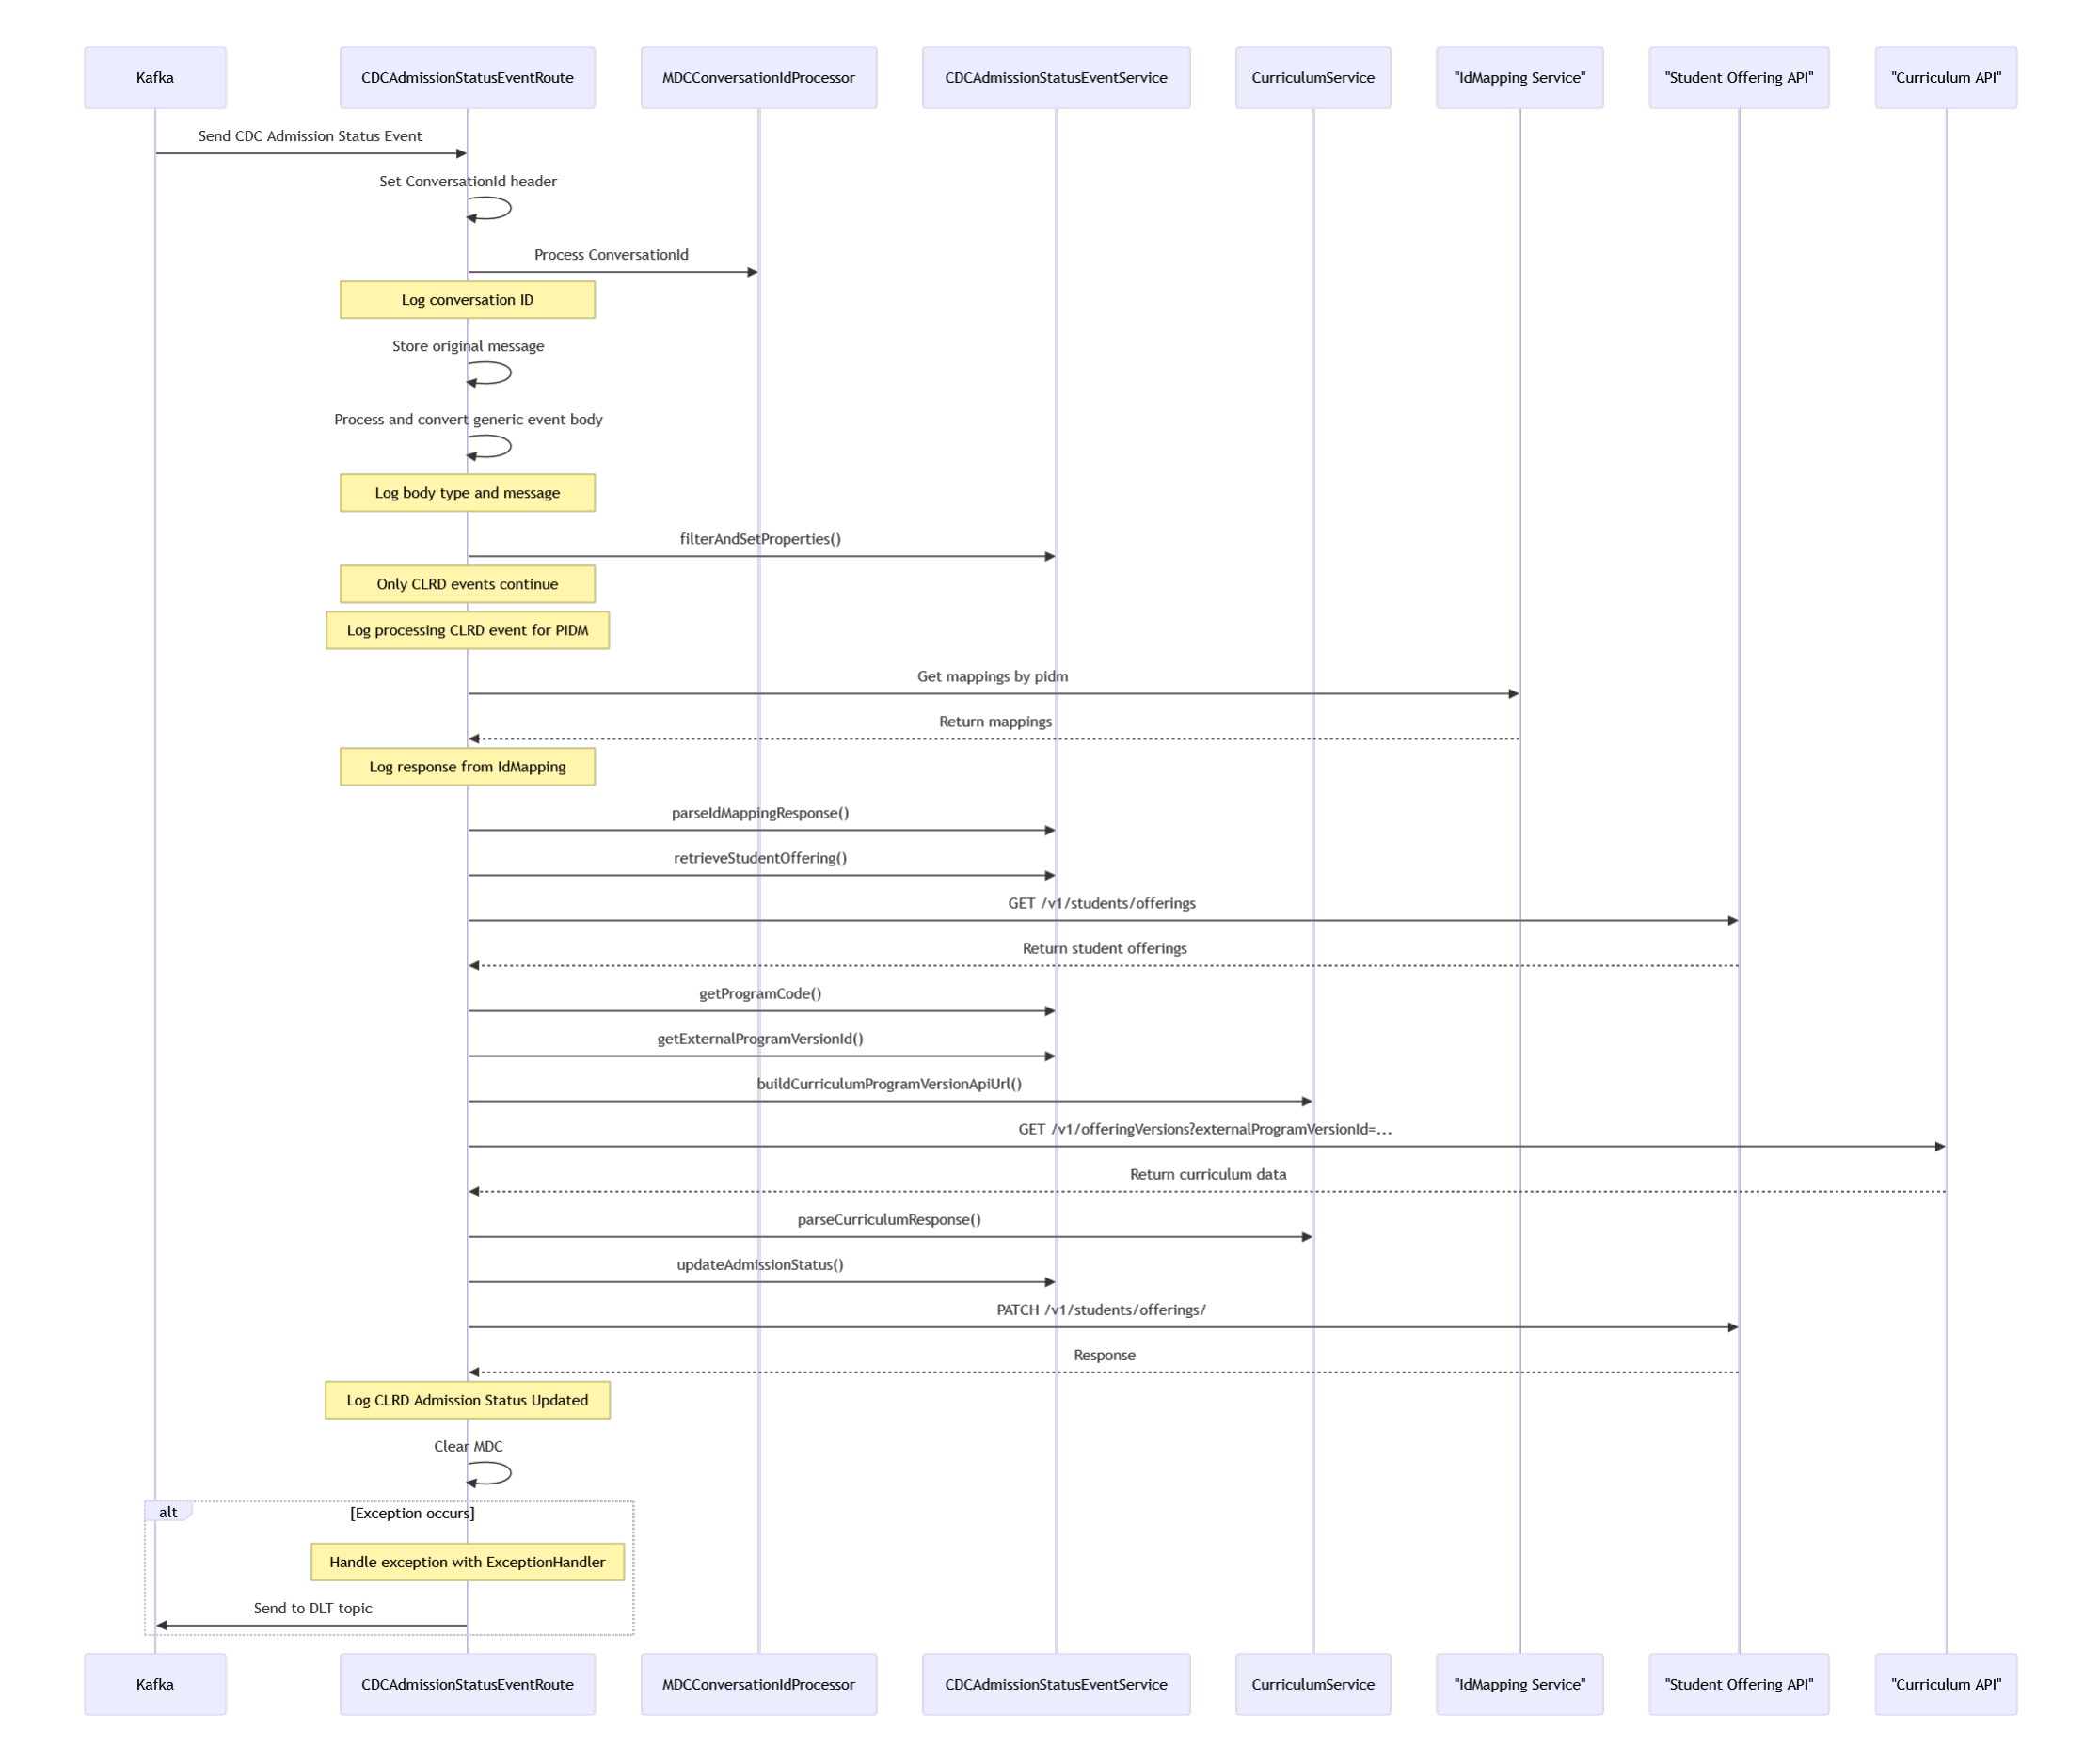 Kafka
CDCAdmissionStatusEventRoute
MDCConversationIdProcessor
CDCAdmissionStatusEventService
CurriculumService
"IdMapping Service"
"Student Offering API"
"Curriculum API"
Send CDC Admission Status Event
Set ConversationId header
Process ConversationId
Log conversation ID
Store original message
Process and convert generic event body
Log body type and message
filterAndSetProperties()
Only CLRD events continue
Log processing CLRD event for PIDM
Get mappings by pidm
Return mappings
Log response from IdMapping
parseIdMappingResponse()
retrieveStudentOffering()
GET /v1/students/offerings
Return student offerings
getProgramCode()
getExternalProgramVersionId()
buildCurriculumProgramVersionApiUrl()
GET /v1/offeringVersions?externalProgramVersionId=...
Return curriculum data
parseCurriculumResponse()
updateAdmissionStatus()
PATCH /v1/students/offerings/
Response
Log CLRD Admission Status Updated
Clear MDC
alt
[Exception occurs]
Handle exception with ExceptionHandler
Send to DLT topic
Kafka
CDCAdmissionStatusEventRoute
MDCConversationIdProcessor
CDCAdmissionStatusEventService
CurriculumService
"IdMapping Service"
"Student Offering API"
"Curriculum API"